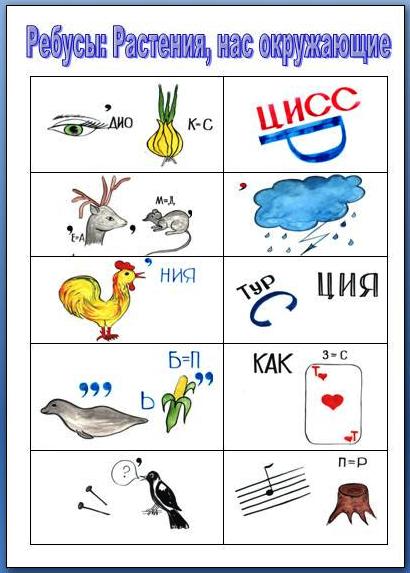 Ребусы: Растения, нас окружающие
’ДИО К=С
ЦИСС
D
’Е=Л М=Д, ’
’
’ НИЯ
ТУР С ЦИЯ
’’’ Ь Б=П ’’
КАК З=С
Т
Т
?’
П=Р